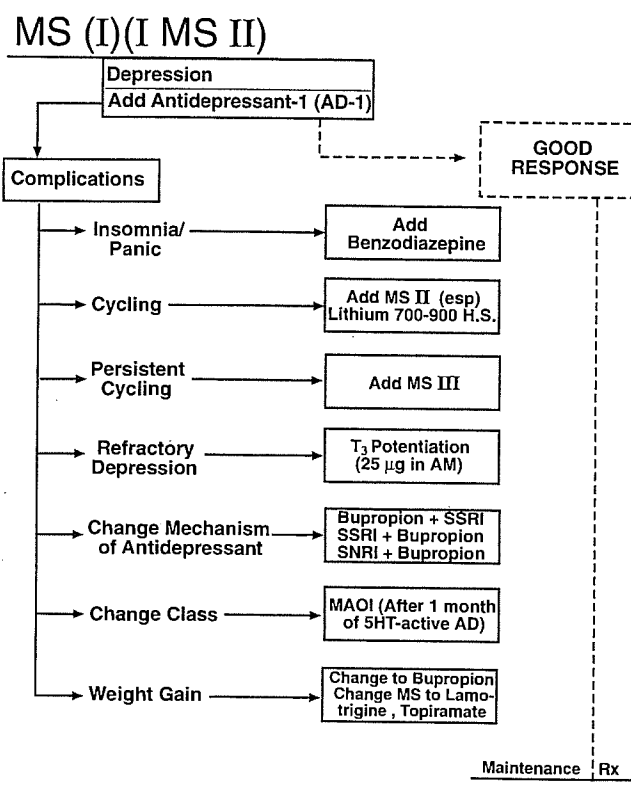 MS (I)(I MS II)
Depression
Add Antidepressant-1 (AD-1)
GOOD
RESPONSE
Complications
Insomnia/
Panic
Add
Benzodiazepine
Cycling
Add MS II (esp)
Lithium 700-900 H.S.
Persistent
Cycling
Add MS III
Refractory
Depression
T₃ Potentiation
(25 μg in AM)
Change Mechanism
of Antidepressant
Bupropion + SSRI
SSRI + Bupropion
SNRI + Bupropion
Change Class
MAOI (After 1 month
of 5HT-active AD)
Weight Gain
Change to Bupropion
Change MS to Lamo-
trigine , Topiramate
Maintenance Rx